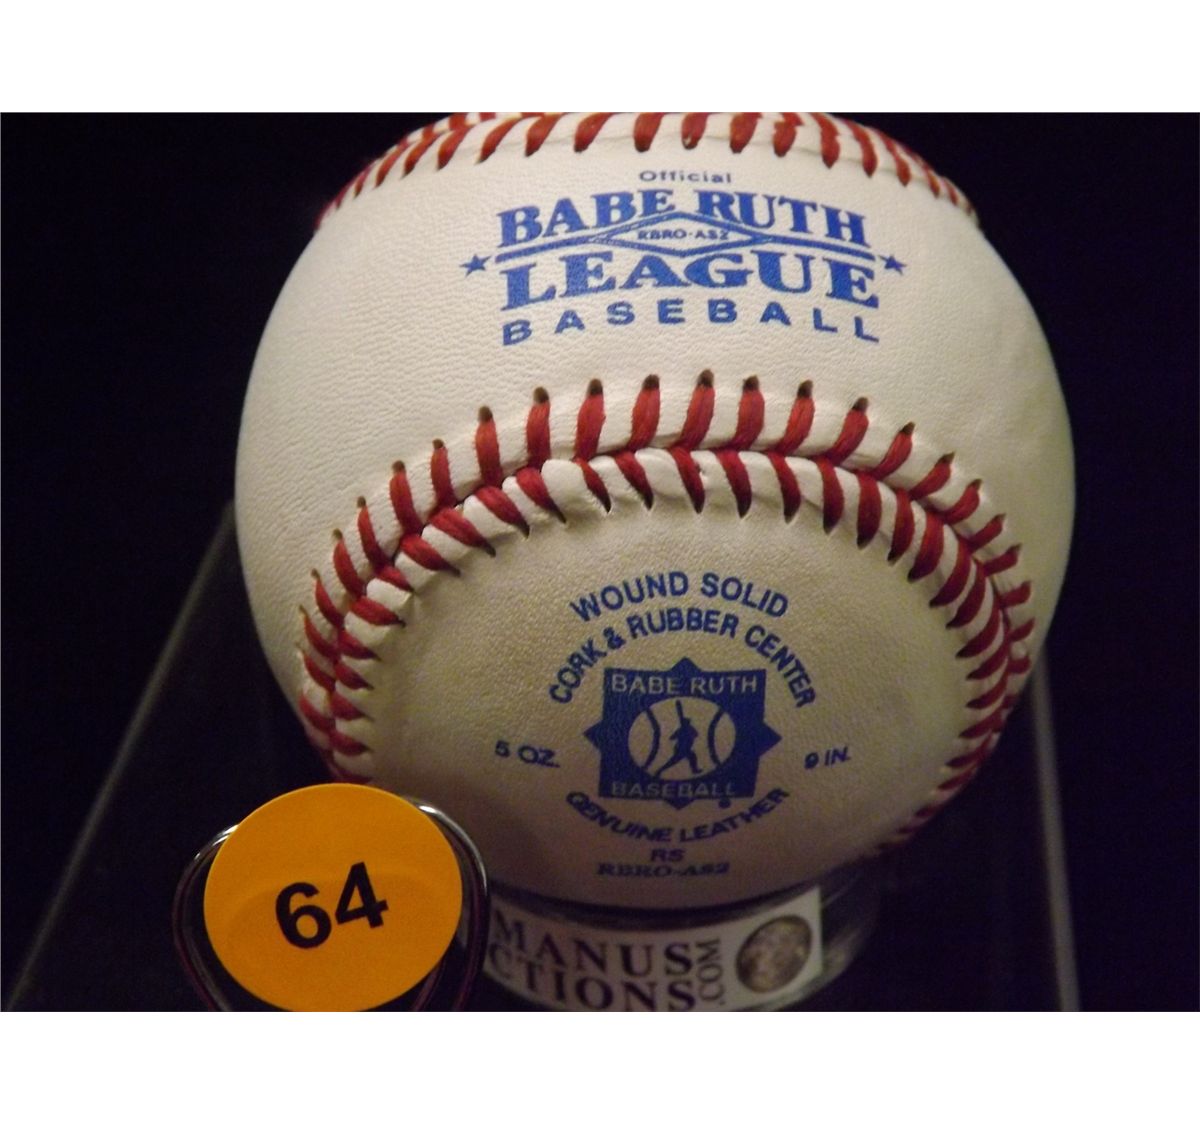 Official
BABE RUTH
RBRO-AS2
LEAGUE
BASEBALL
WOUND SOLID
CORK & RUBBER CENTER
BABE RUTH
5 OZ.
9 IN.
BASEBALL
GENUINE LEATHER
RS
RBRO-AS2
64
MANUS
CTIONS
.COM